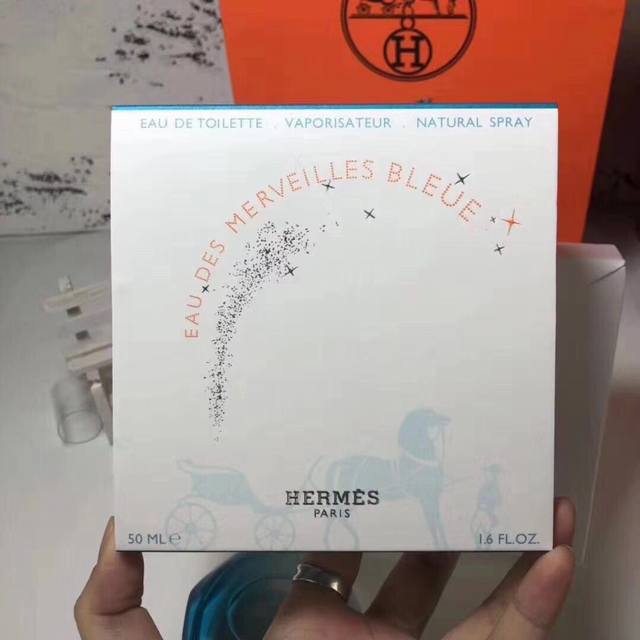 EAU DE TOILETTE . VAPORISATEUR . NATURAL SPRAY
EAU DES MERVEILLES BLEUE
HERMÈS
PARIS
50 ML ℮
1.6 FL.OZ.